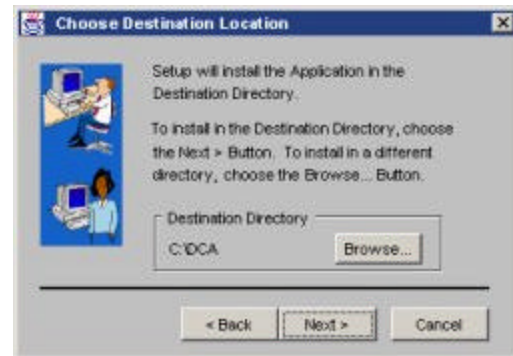 Choose Destination Location
Setup will install the Application in the
Destination Directory.
To install in the Destination Directory, choose
the Next > Button. To install in a different
directory, choose the Browse... Button.
Destination Directory
C:\DCA
Browse...
< Back
Next >
Cancel